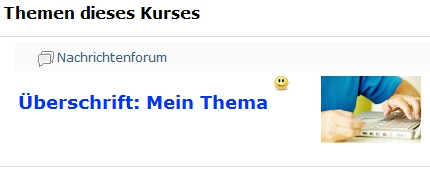 Themen dieses Kurses
Nachrichtenforum
Überschrift: Mein Thema